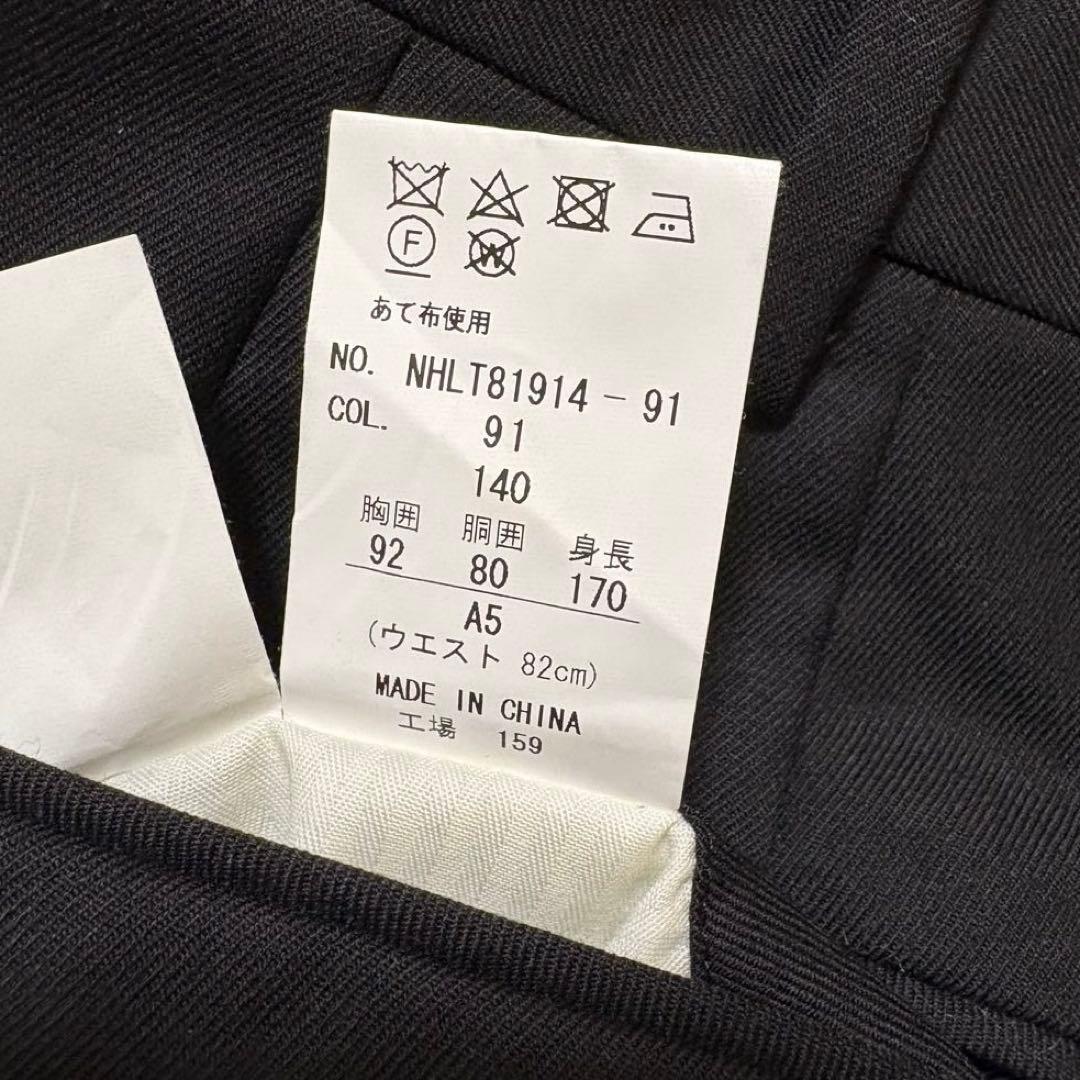 F W
あて布使用
NO. NHLT81914-91
COL. 91
140
胸囲 胴囲 身長
92 80 170
A5
(ウエスト 82cm)
MADE IN CHINA
工場 159